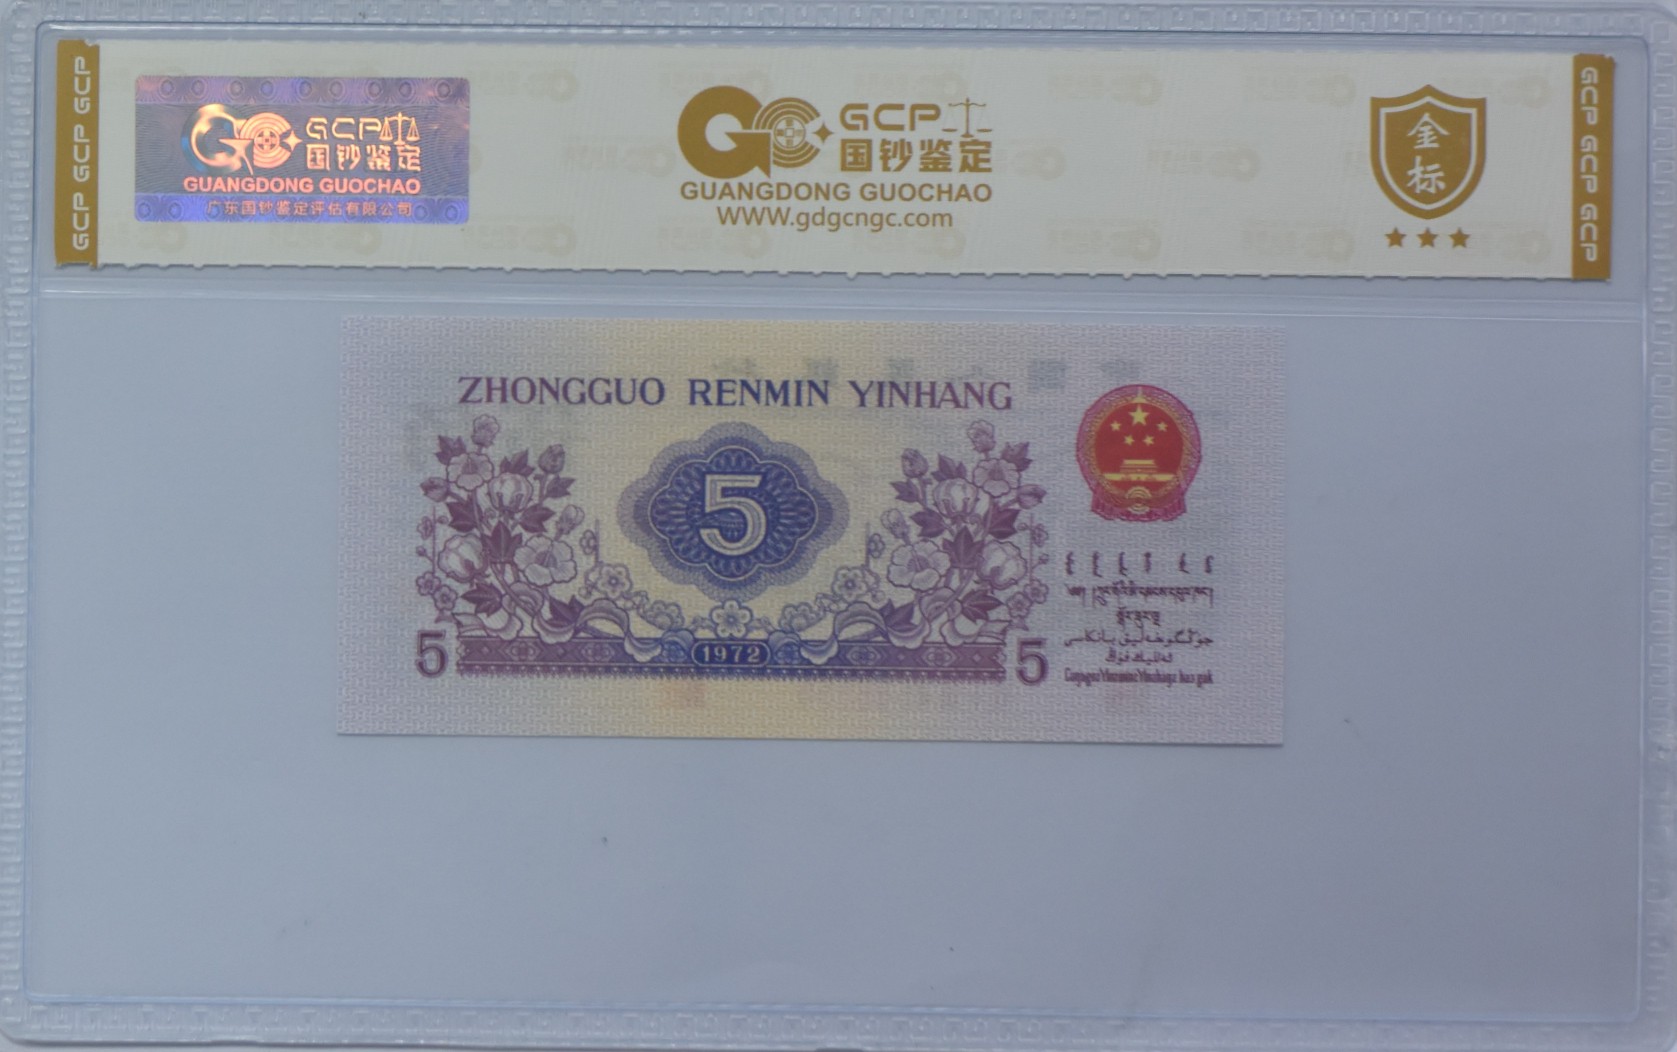 GCP GCP GCP
GCP
国钞鉴定
GUANGDONG GUOCHAO
广东国钞鉴定评估有限公司
GCP
国钞鉴定
GUANGDONG GUOCHAO
WWW.gdgcngc.com
金标
GCP GCP GCP
ZHONGGUO RENMIN YINHANG
5
5
1972
5